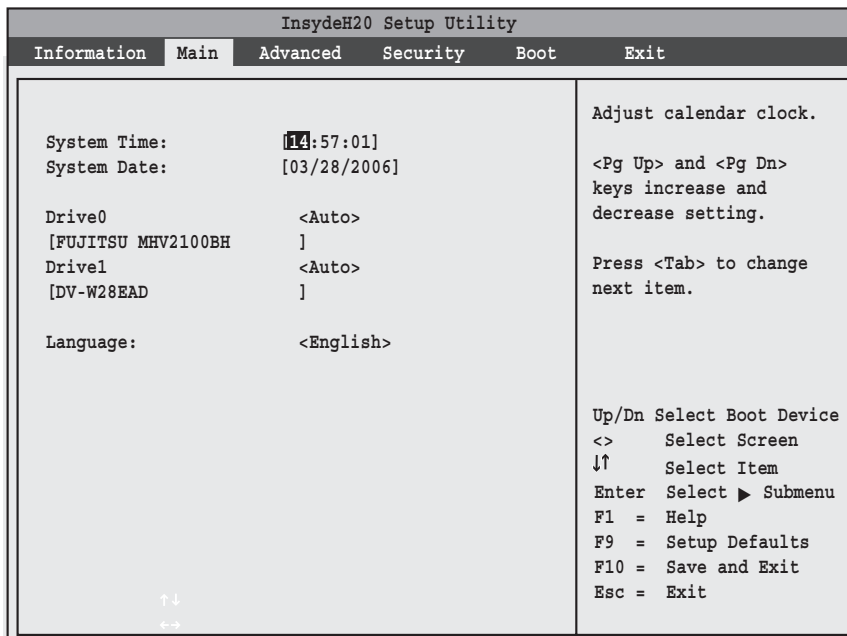 InsydeH20 Setup Utility
Information Main Advanced Security Boot Exit
System Time: [14:57:01]
System Date: [03/28/2006]
Drive0 <Auto>
[FUJITSU MHV2100BH ]
Drive1 <Auto>
[DV-W28EAD ]
Language: <English>
Adjust calendar clock.
<Pg Up> and <Pg Dn>
keys increase and
decrease setting.
Press <Tab> to change
next item.
Up/Dn Select Boot Device
<> Select Screen
↓↑ Select Item
Enter Select ▶ Submenu
F1 = Help
F9 = Setup Defaults
F10 = Save and Exit
Esc = Exit
↑↓
←→